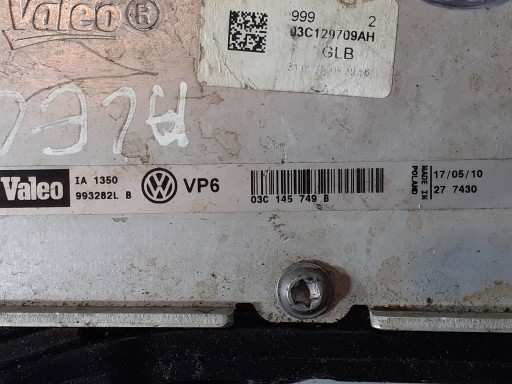 Valeo ®
999 2
03C129709AH
GLB
Valeo
IA 1350
993282L B
VP6
03C 145 749 B
MADE IN
POLAND
17/05/10
27 7430